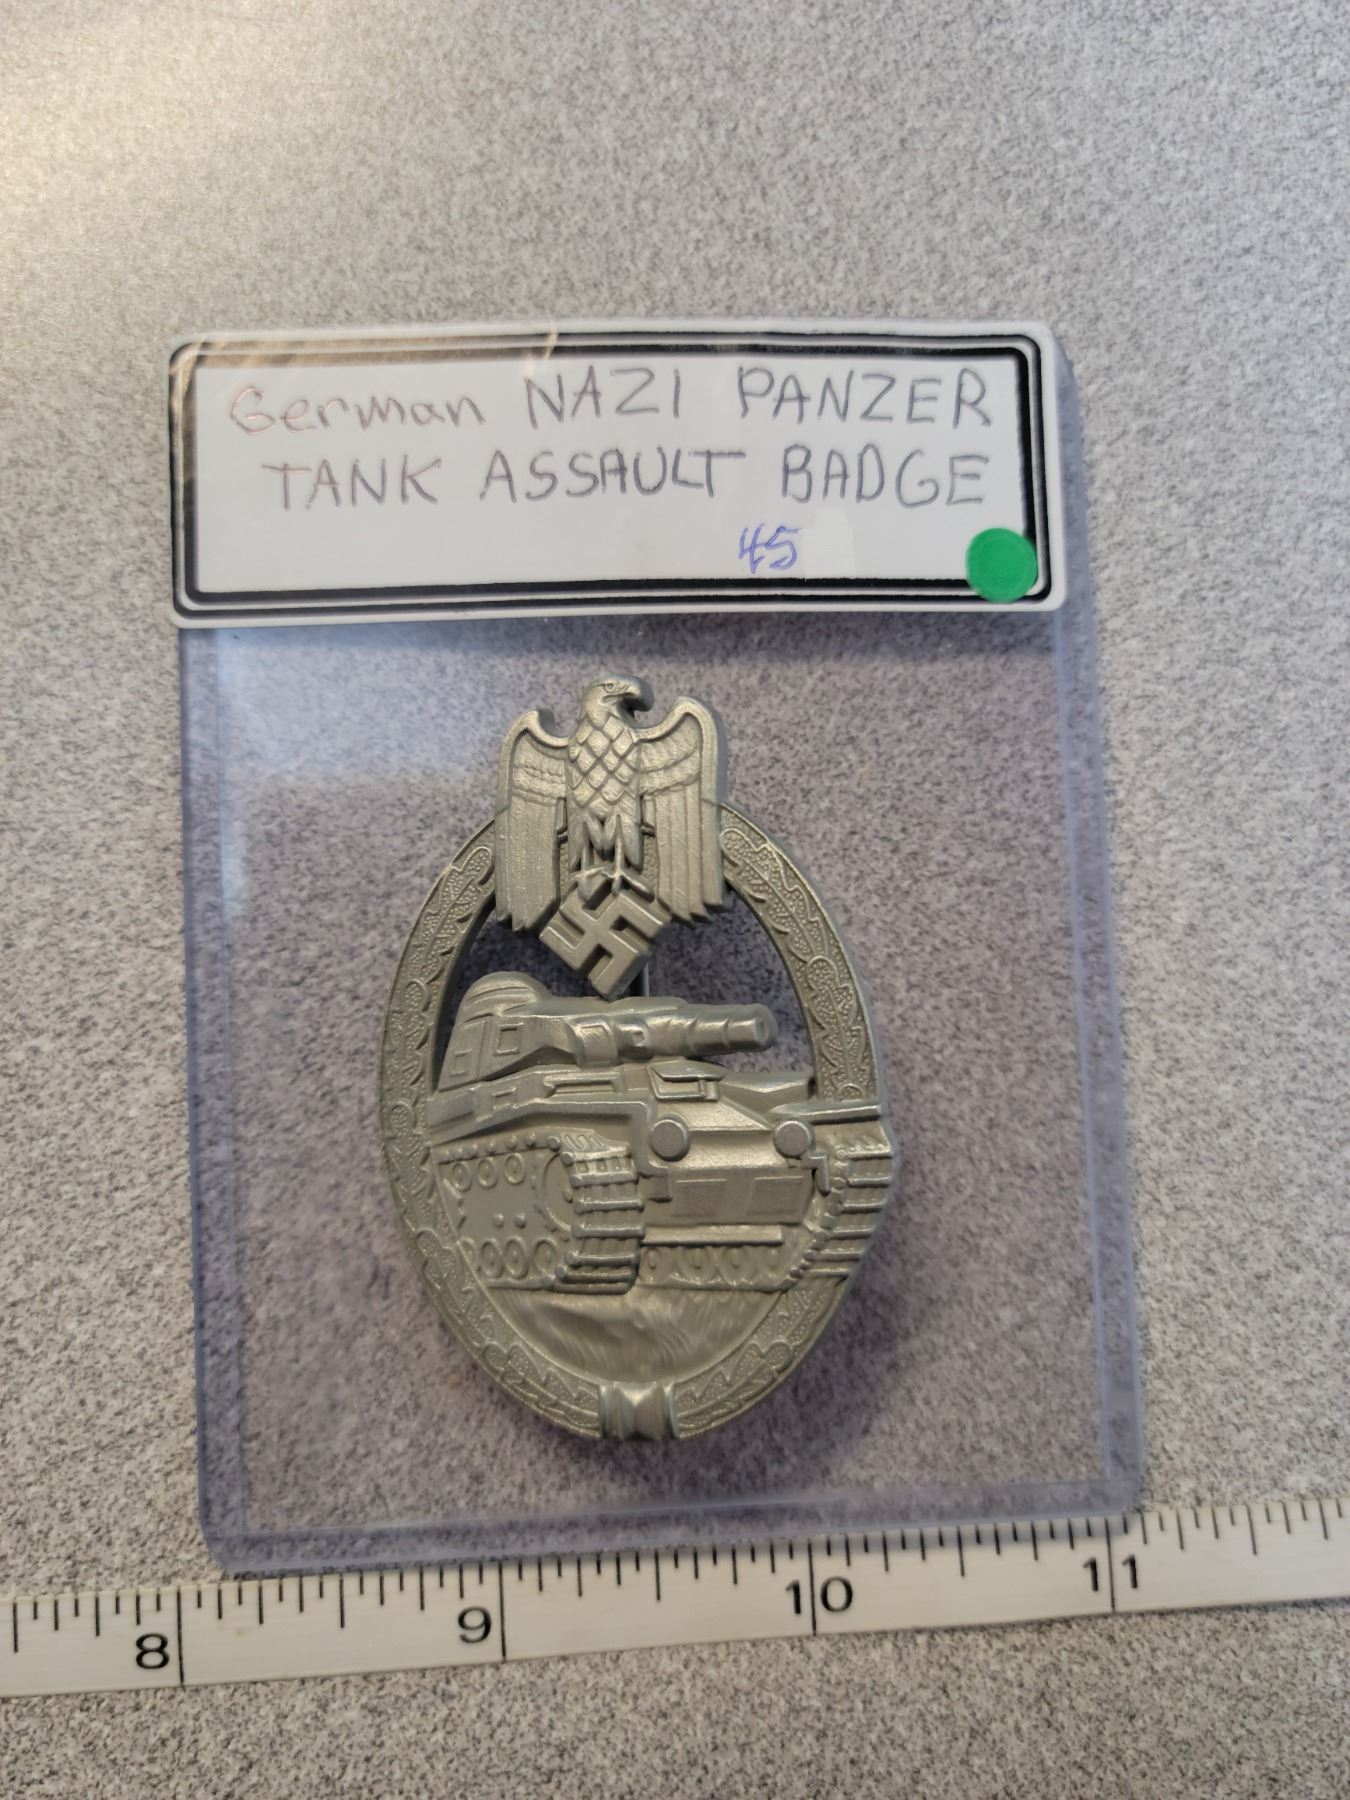 German NAZI PANZER
TANK ASSAULT BADGE
45
8 9 10 11